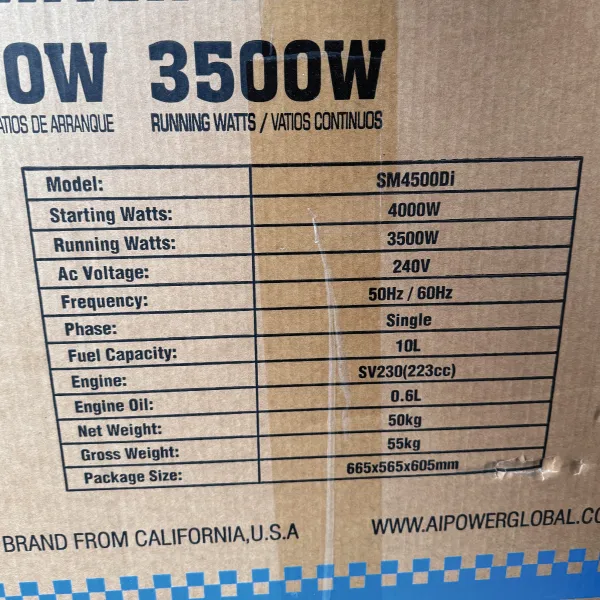 0W 3500W
ATIOS DE ARRANQUE RUNNING WATTS / VATIOS CONTINUOS
Model: SM4500Di
Starting Watts: 4000W
Running Watts: 3500W
Ac Voltage: 240V
Frequency: 50Hz / 60Hz
Phase: Single
Fuel Capacity: 10L
Engine: SV230(223cc)
Engine Oil: 0.6L
Net Weight: 50kg
Gross Weight: 55kg
Package Size: 665x565x605mm
BRAND FROM CALIFORNIA,U.S.A WWW.AIPOWERGLOBAL.CO